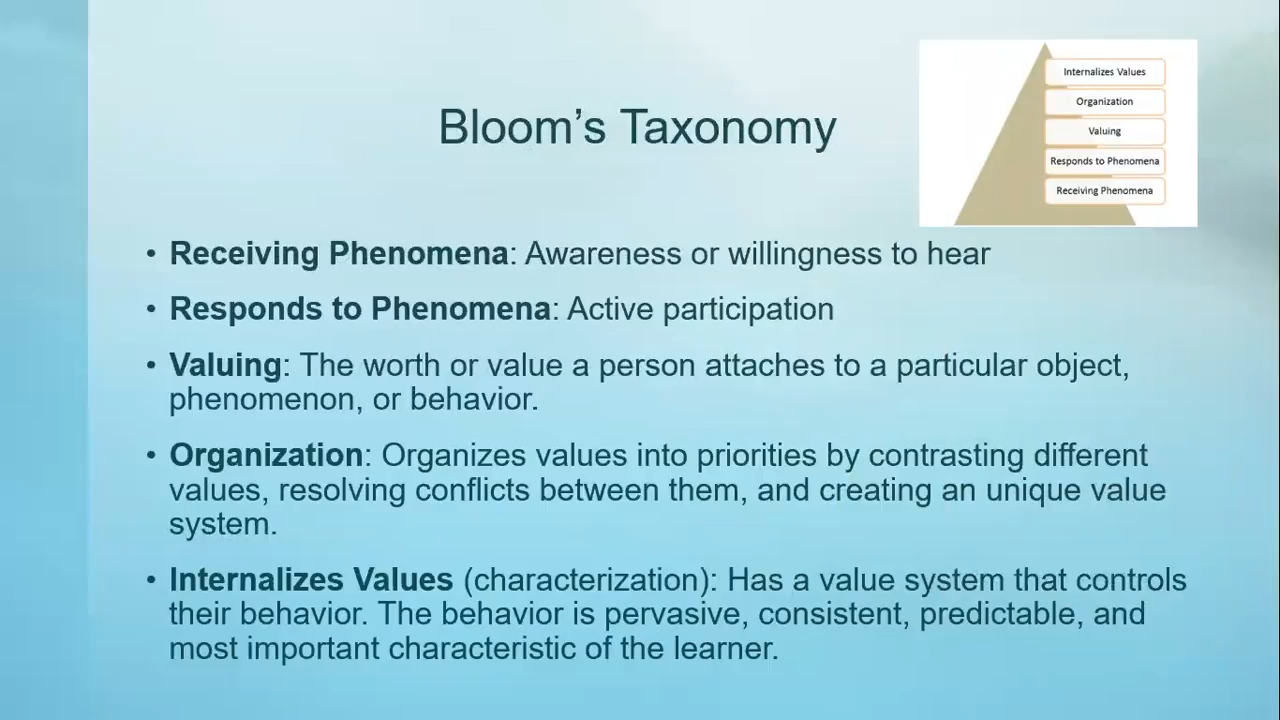 Bloom’s Taxonomy
Internalizes Values
Organization
Valuing
Responds to Phenomena
Receiving Phenomena
• Receiving Phenomena: Awareness or willingness to hear
• Responds to Phenomena: Active participation
• Valuing: The worth or value a person attaches to a particular object,
phenomenon, or behavior.
• Organization: Organizes values into priorities by contrasting different
values, resolving conflicts between them, and creating an unique value
system.
• Internalizes Values (characterization): Has a value system that controls
their behavior. The behavior is pervasive, consistent, predictable, and
most important characteristic of the learner.